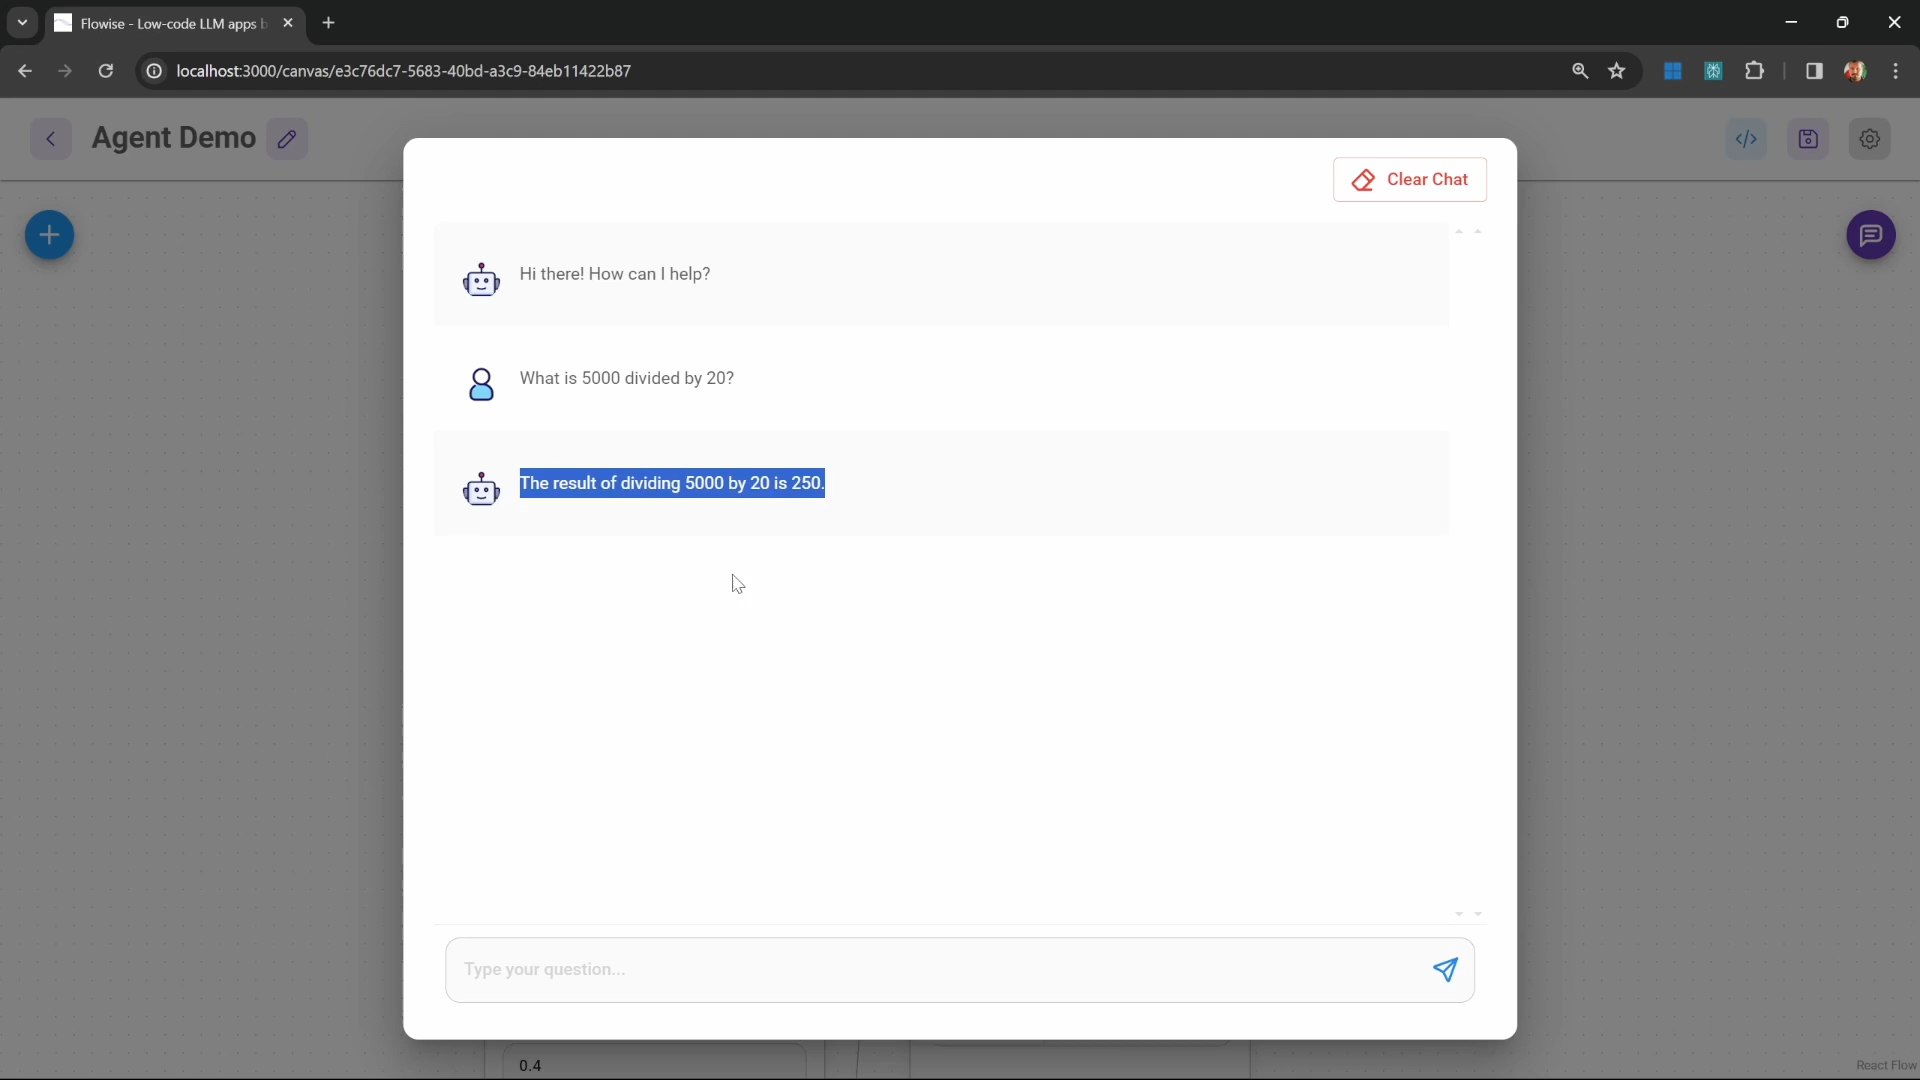 Flowise - Low-code LLM apps b
localhost:3000/canvas/e3c76dc7-5683-40bd-a3c9-84eb11422b87
Agent Demo
Clear Chat
Hi there! How can I help?
What is 5000 divided by 20?
The result of dividing 5000 by 20 is 250.
Type your question...
0.4
React Flow